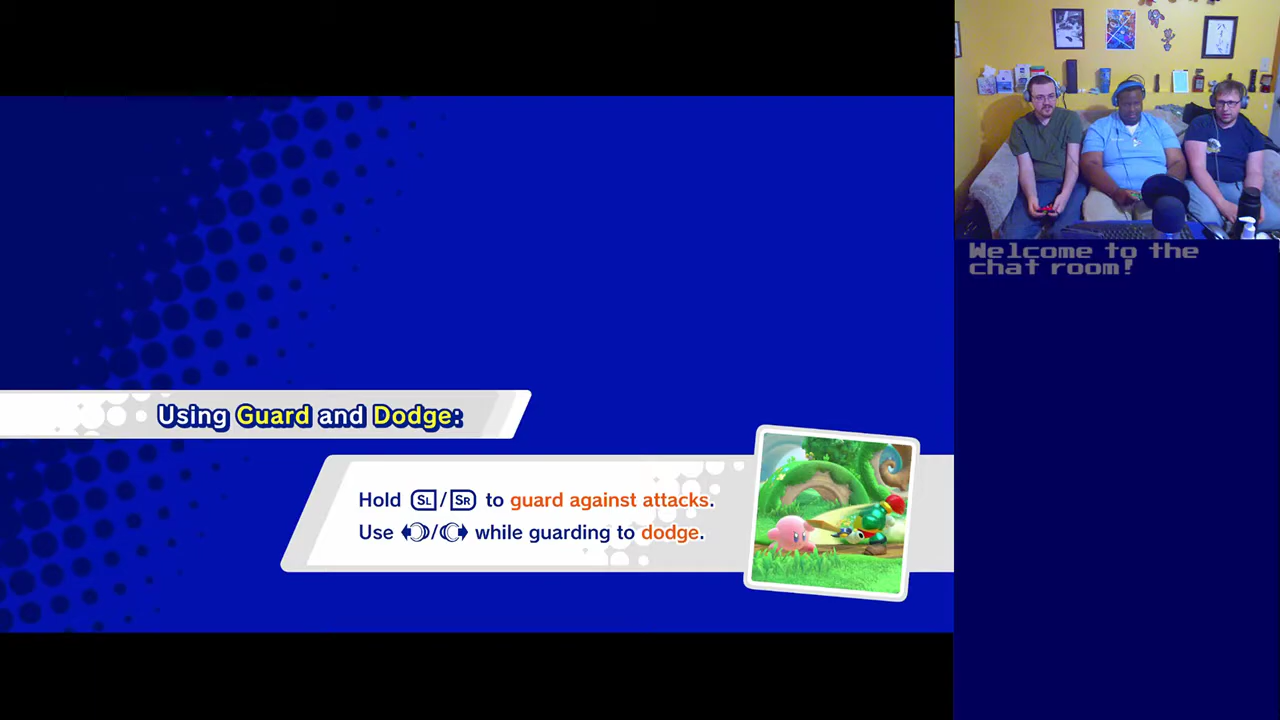 Using Guard and Dodge:
Hold SL/SR to guard against attacks.
Use / while guarding to dodge.
Welcome to the
chat room!